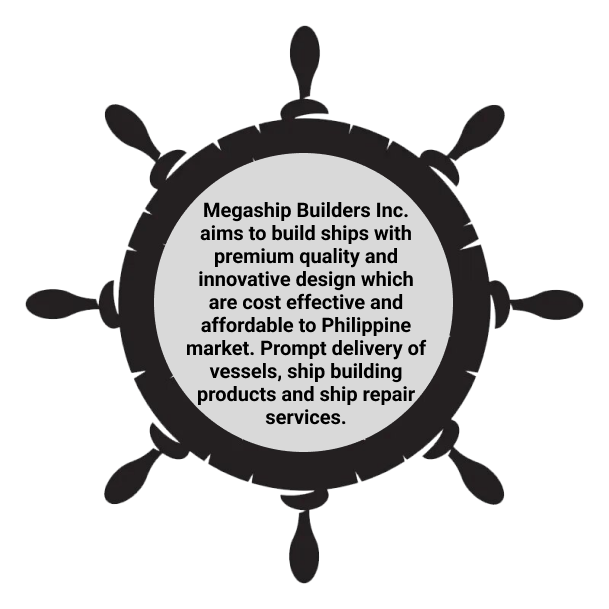 Megaship Builders Inc.
aims to build ships with
premium quality and
innovative design which
are cost effective and
affordable to Philippine
market. Prompt delivery of
vessels, ship building
products and ship repair
services.